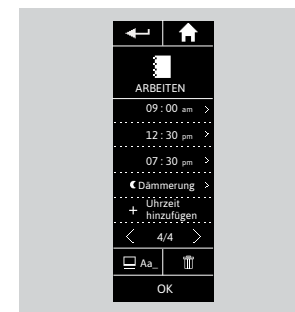 ARBEITEN
09:00 am >
12:30 pm >
07:30 pm >
Dämmerung >
+ Uhrzeit
hinzufügen
< 4/4 >
Aa_
OK